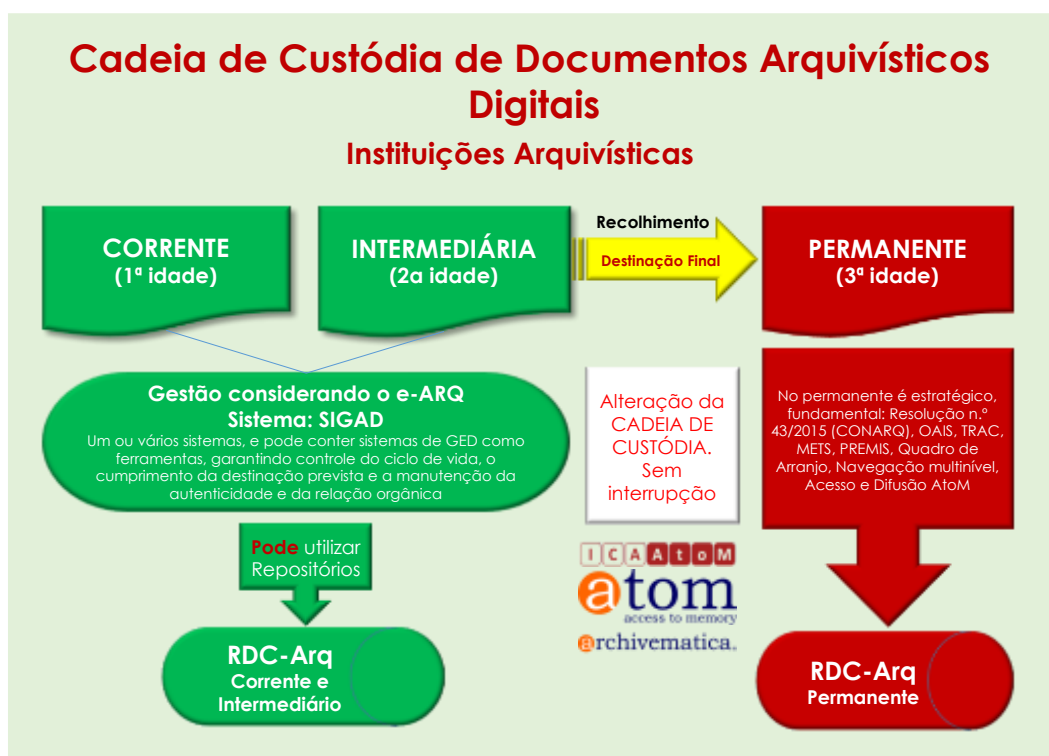 Cadeia de Custódia de Documentos Arquivísticos
Digitais
Instituições Arquivísticas
CORRENTE
(1ª idade)
INTERMEDIÁRIA
(2a idade)
Recolhimento
Destinação Final
PERMANENTE
(3ª idade)
Gestão considerando o e-ARQ
Sistema: SIGAD
Um ou vários sistemas, e pode conter sistemas de GED como
ferramentas, garantindo controle do ciclo de vida, o
cumprimento da destinação prevista e a manutenção da
autenticidade e da relação orgânica
Alteração da
CADEIA DE
CUSTÓDIA.
Sem
interrupção
No permanente é estratégico,
fundamental: Resolução n.º
43/2015 (CONARQ), OAIS, TRAC,
METS, PREMIS, Quadro de
Arranjo, Navegação multinível,
Acesso e Difusão AtoM
Pode utilizar
Repositórios
ICAAtoM
atom
access to memory
archivematica.
RDC-Arq
Corrente e
Intermediário
RDC-Arq
Permanente